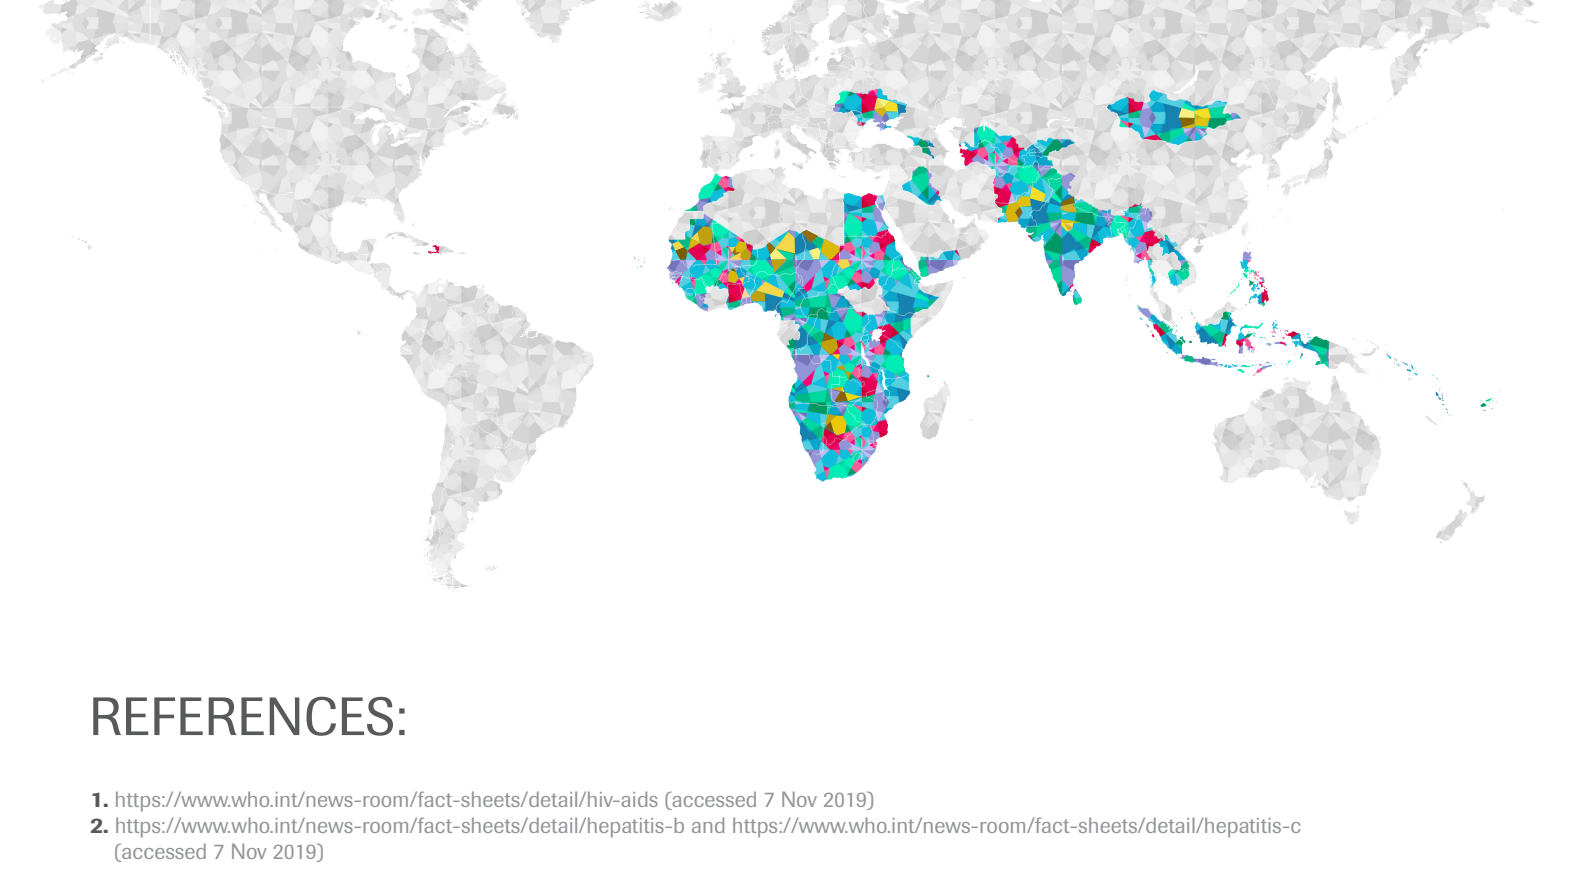 REFERENCES:
1. https://www.who.int/news-room/fact-sheets/detail/hiv-aids (accessed 7 Nov 2019)
2. https://www.who.int/news-room/fact-sheets/detail/hepatitis-b and https://www.who.int/news-room/fact-sheets/detail/hepatitis-c
(accessed 7 Nov 2019)